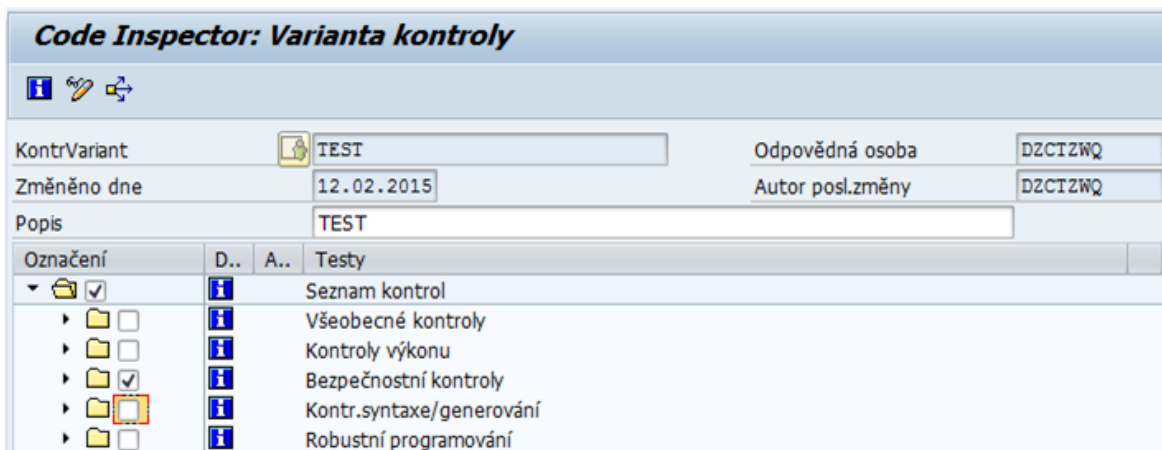 Code Inspector: Varianta kontroly
KontrVariant TEST Odpovědná osoba DZCTZWQ
Změněno dne 12.02.2015 Autor posl.změny DZCTZWQ
Popis TEST
Označení D.. A.. Testy
Seznam kontrol
Všeobecné kontroly
Kontroly výkonu
Bezpečnostní kontroly
Kontr.syntaxe/generování
Robustní programování